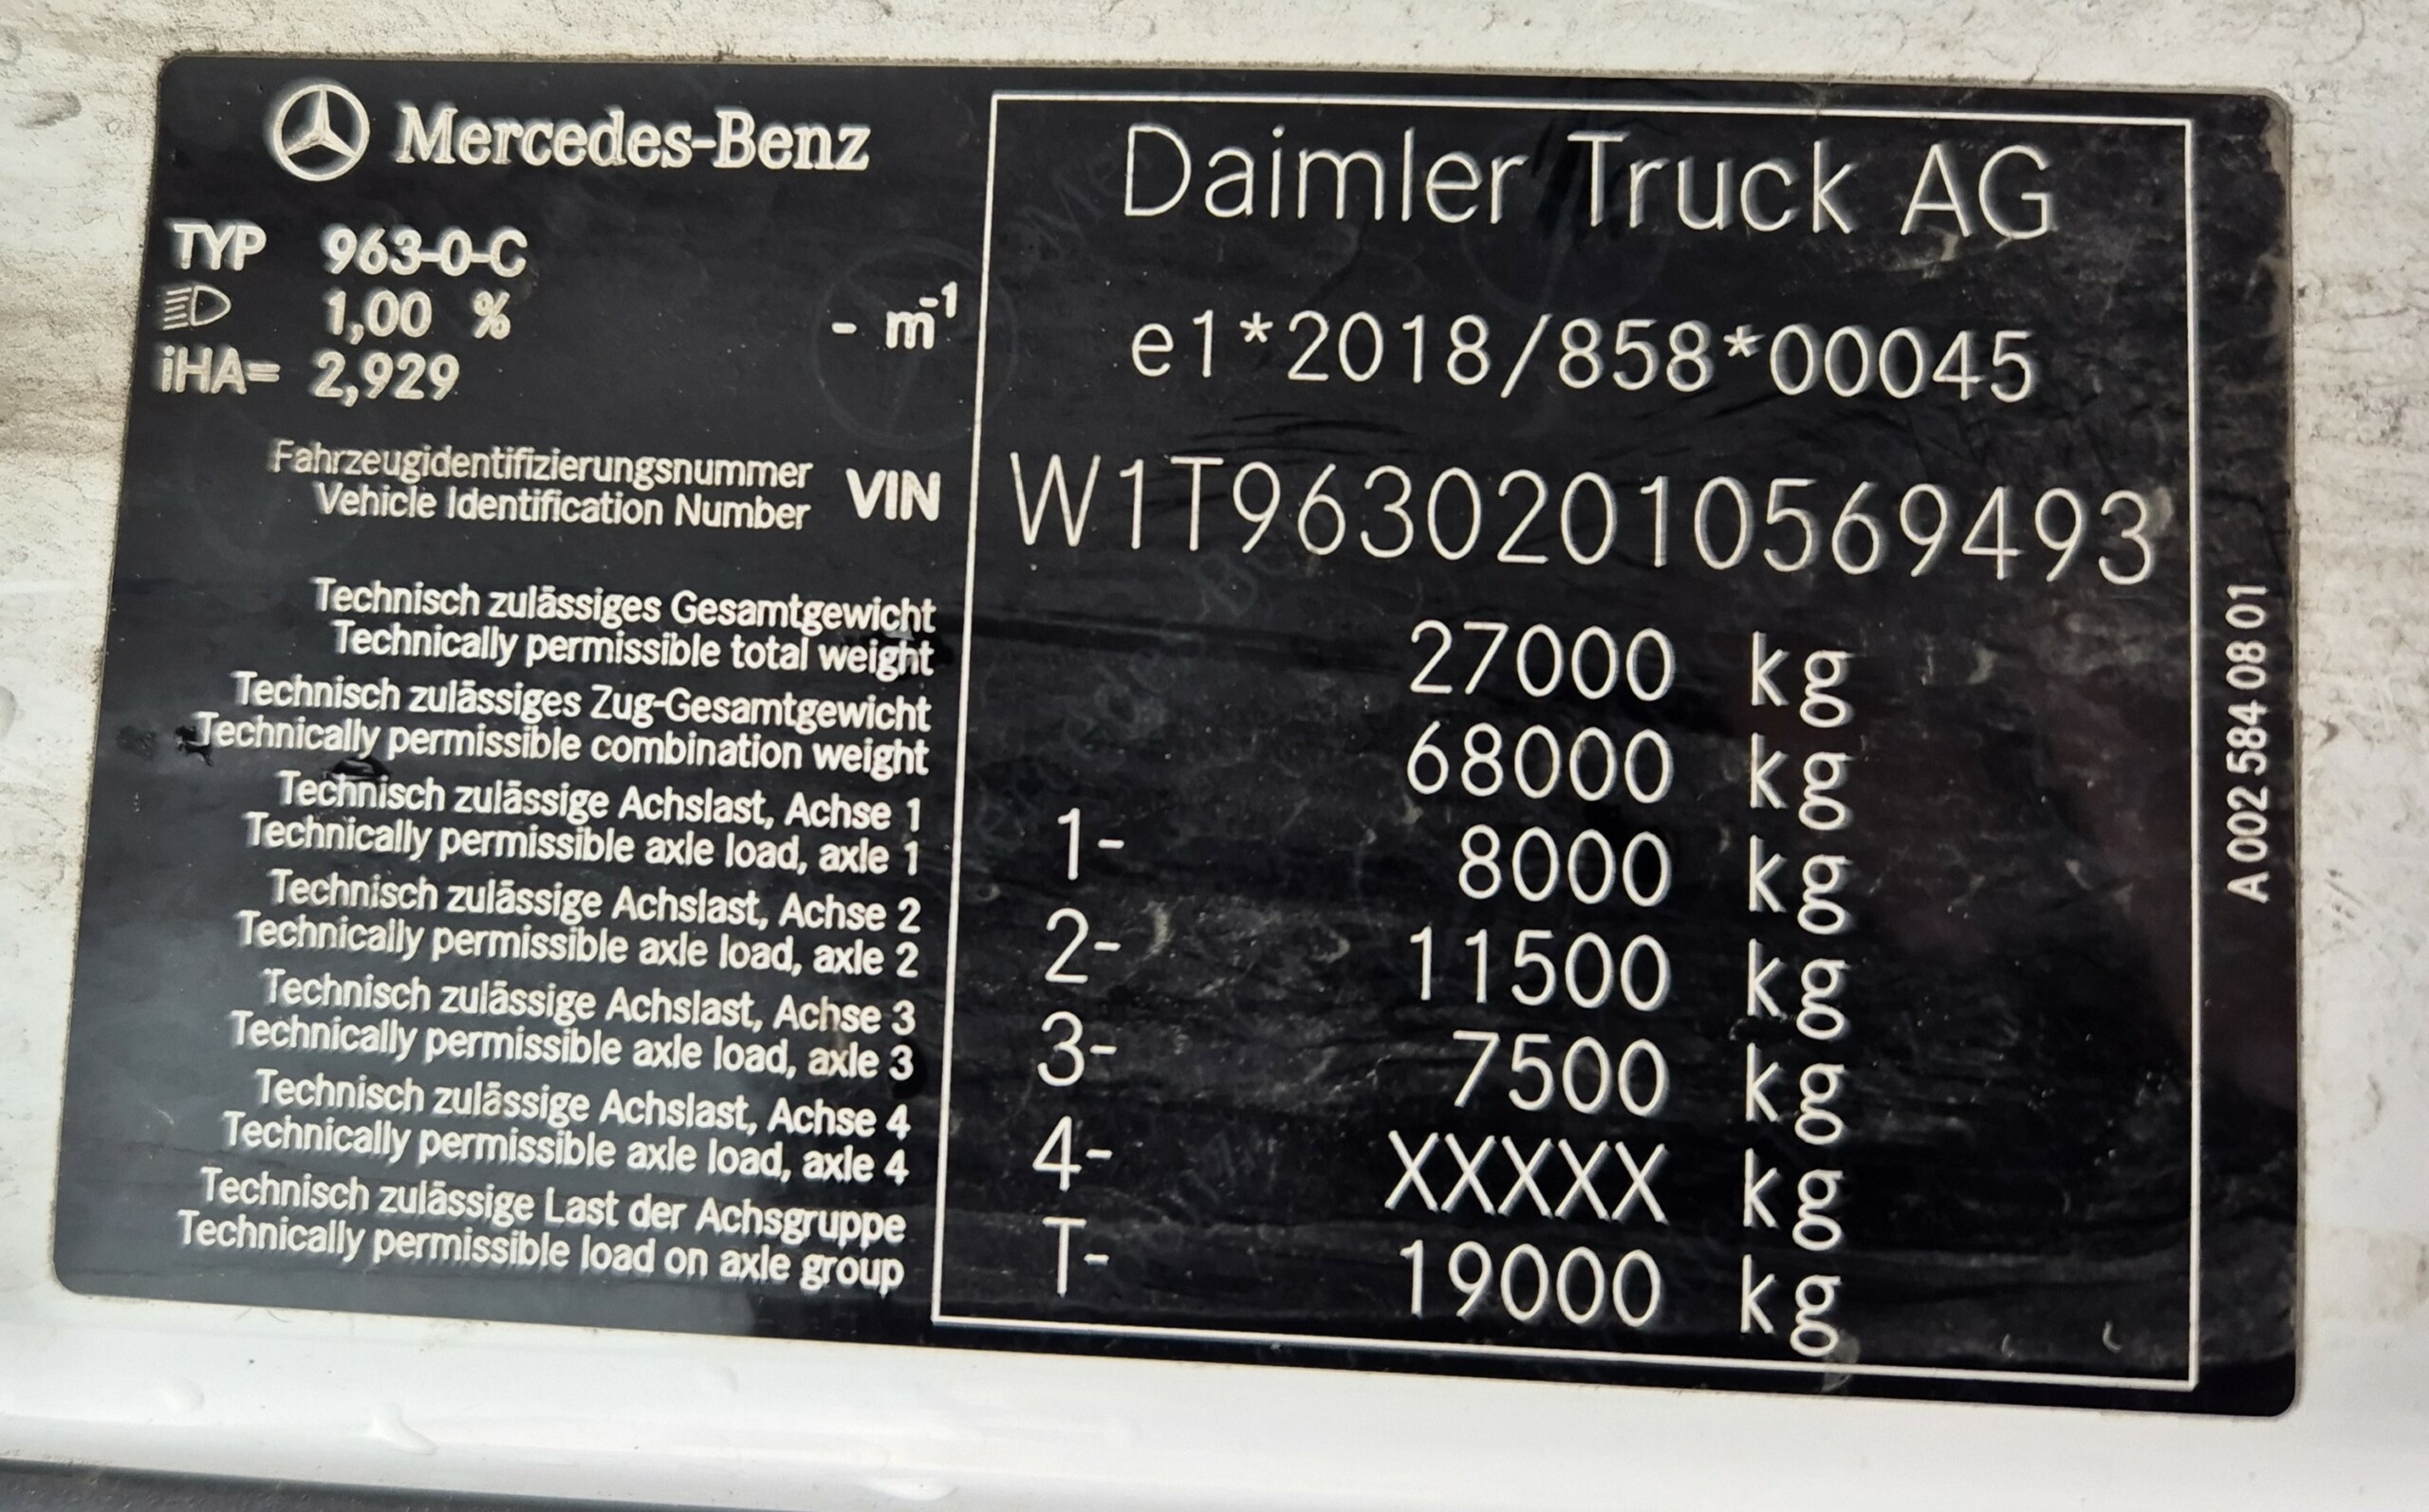 Mercedes-Benz
TYP 963-0-C
1,00 % - m-1
iHA= 2,929
Daimler Truck AG
e1*2018/858*00045
Fahrzeugidentifizierungsnummer
Vehicle Identification Number VIN
W1T96302010569493
Technisch zulässiges Gesamtgewicht
Technically permissible total weight
27000 kg
Technisch zulässiges Zug-Gesamtgewicht
Technically permissible combination weight
68000 kg
Technisch zulässige Achslast, Achse 1
Technically permissible axle load, axle 1
1- 8000 kg
Technisch zulässige Achslast, Achse 2
Technically permissible axle load, axle 2
2- 11500 kg
Technisch zulässige Achslast, Achse 3
Technically permissible axle load, axle 3
3- 7500 kg
Technisch zulässige Achslast, Achse 4
Technically permissible axle load, axle 4
4- XXXXX kg
Technisch zulässige Last der Achsgruppe
Technically permissible load on axle group
T- 19000 kg
A 002 584 08 01